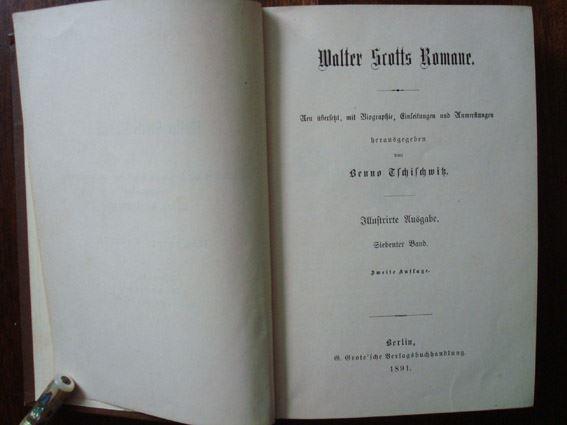 Walter Scotts Romane.
Neu übersetzt, mit Biographie, Einleitungen und Anmerkungen
herausgegeben
von
Benno Tschischwitz.
Illustrirte Ausgabe.
Siebenter Band.
Zweite Auflage.
Berlin,
G. Grote'sche Verlagsbuchhandlung.
1891.